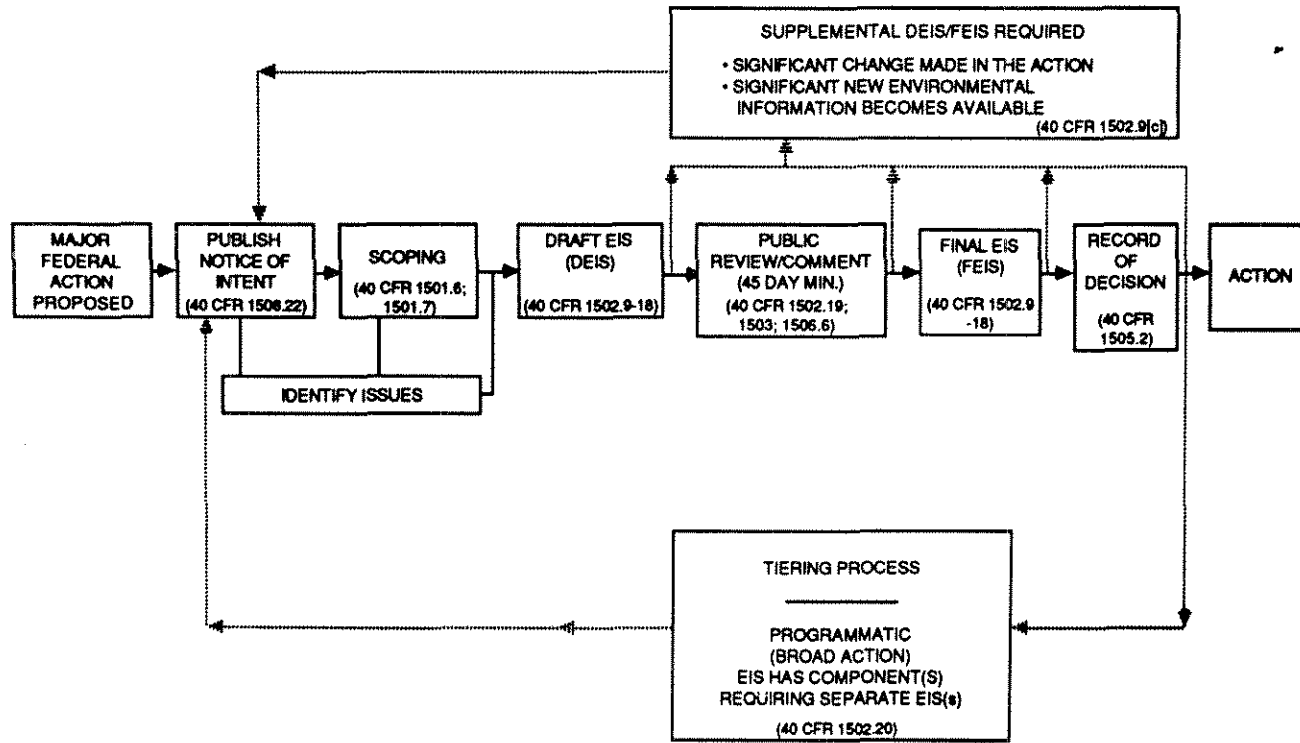 SUPPLEMENTAL DEIS/FEIS REQUIRED
• SIGNIFICANT CHANGE MADE IN THE ACTION
• SIGNIFICANT NEW ENVIRONMENTAL
INFORMATION BECOMES AVAILABLE
(40 CFR 1502.9[c])
MAJOR
FEDERAL
ACTION
PROPOSED
PUBLISH
NOTICE OF
INTENT
(40 CFR 1508.22)
SCOPING
(40 CFR 1501.6;
1501.7)
IDENTIFY ISSUES
DRAFT EIS
(DEIS)
(40 CFR 1502.9-18)
PUBLIC
REVIEW/COMMENT
(45 DAY MIN.)
(40 CFR 1502.19;
1503; 1506.6)
FINAL EIS
(FEIS)
(40 CFR 1502.9
-18)
RECORD
OF
DECISION
(40 CFR
1505.2)
ACTION
TIERING PROCESS
PROGRAMMATIC
(BROAD ACTION)
EIS HAS COMPONENT(S)
REQUIRING SEPARATE EIS(s)
(40 CFR 1502.20)